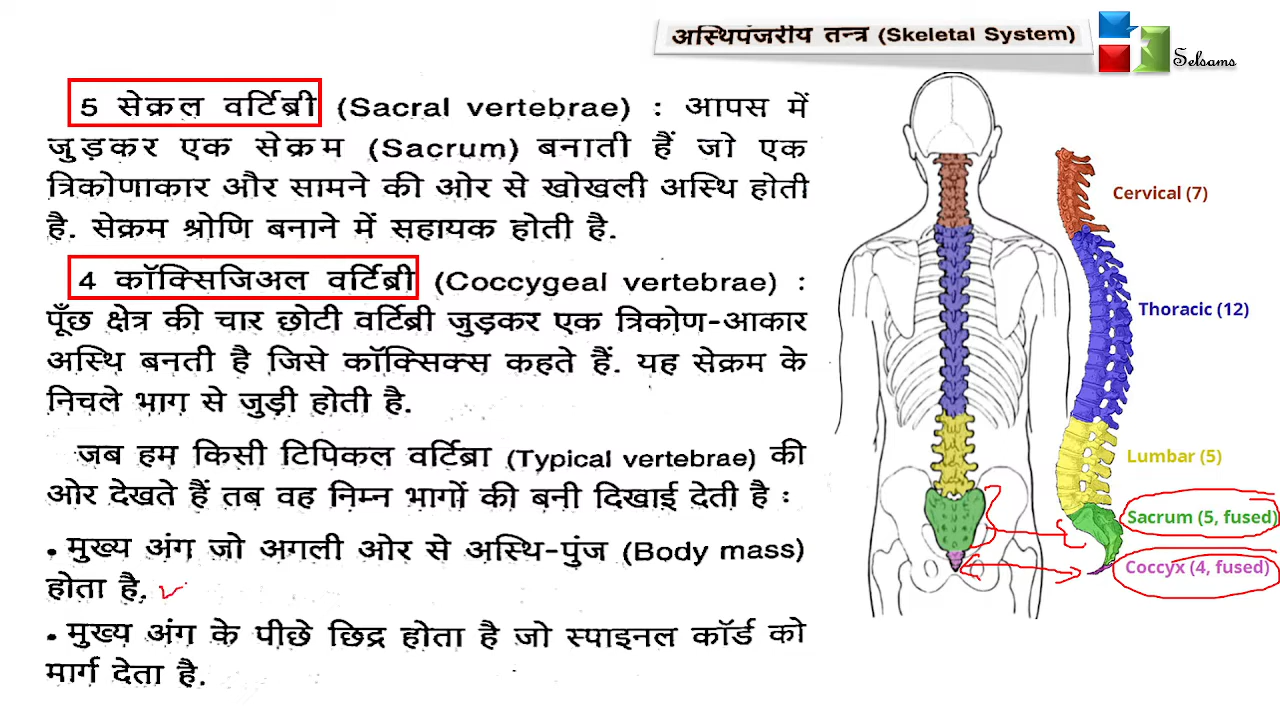 अस्थिपंजरीय तन्त्र (Skeletal System)
Selsams
5 सेक्रल वर्टिब्री (Sacral vertebrae) : आपस में
जुड़कर एक सेक्रम (Sacrum) बनाती हैं जो एक
त्रिकोणाकार और सामने की ओर से खोखली अस्थि होती
है. सेक्रम श्रोणि बनाने में सहायक होती है.
4 कॉक्सिजिअल वर्टिब्री (Coccygeal vertebrae) :
पूँछ क्षेत्र की चार छोटी वर्टिब्री जुड़कर एक त्रिकोण-आकार
अस्थि बनती है जिसे कॉक्सिक्स कहते हैं. यह सेक्रम के
निचले भाग से जुड़ी होती है.
जब हम किसी टिपिकल वर्टिब्रा (Typical vertebrae) की
ओर देखते हैं तब वह निम्न भागों की बनी दिखाई देती है :
• मुख्य अंग जो अगली ओर से अस्थि-पुंज (Body mass)
होता है.
• मुख्य अंग के पीछे छिद्र होता है जो स्पाइनल कॉर्ड को
मार्ग देता है.
Cervical (7)
Thoracic (12)
Lumbar (5)
Sacrum (5, fused)
Coccyx (4, fused)